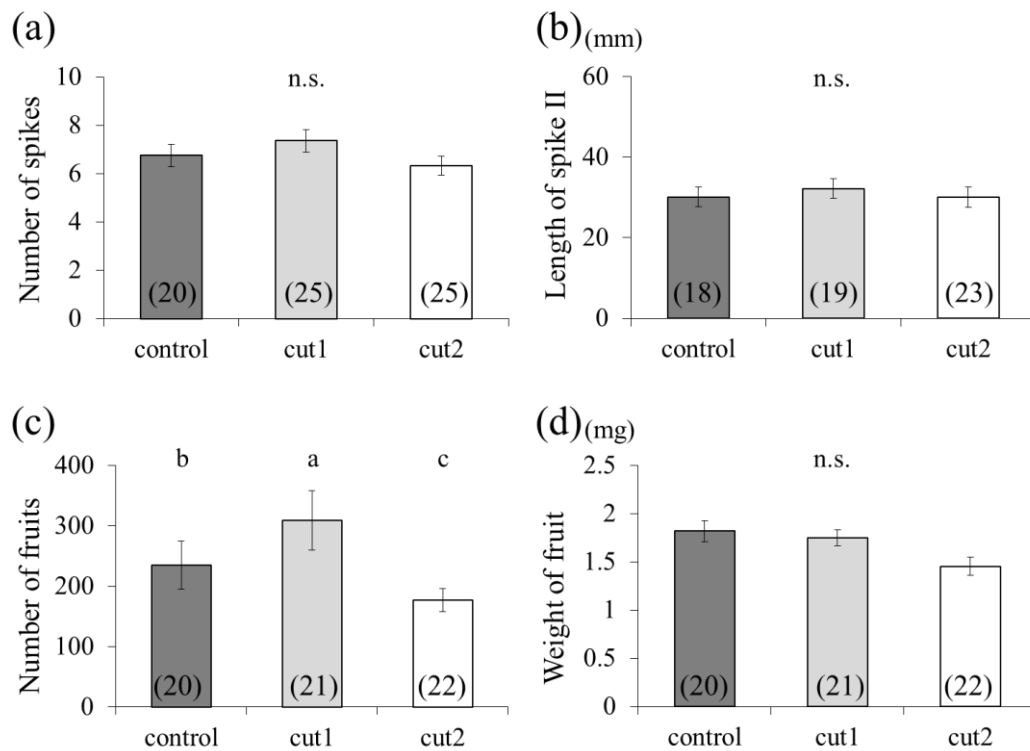 (a)
Number of spikes
n.s.
10
8
6
4
2
0
(20)
(25)
(25)
control
cut1
cut2
(b) (mm)
Length of spike II
n.s.
60
40
20
0
(18)
(19)
(23)
control
cut1
cut2
(c)
Number of fruits
b
a
c
400
300
200
100
0
(20)
(21)
(22)
control
cut1
cut2
(d) (mg)
Weight of fruit
n.s.
2.5
2
1.5
1
0.5
0
(20)
(21)
(22)
control
cut1
cut2